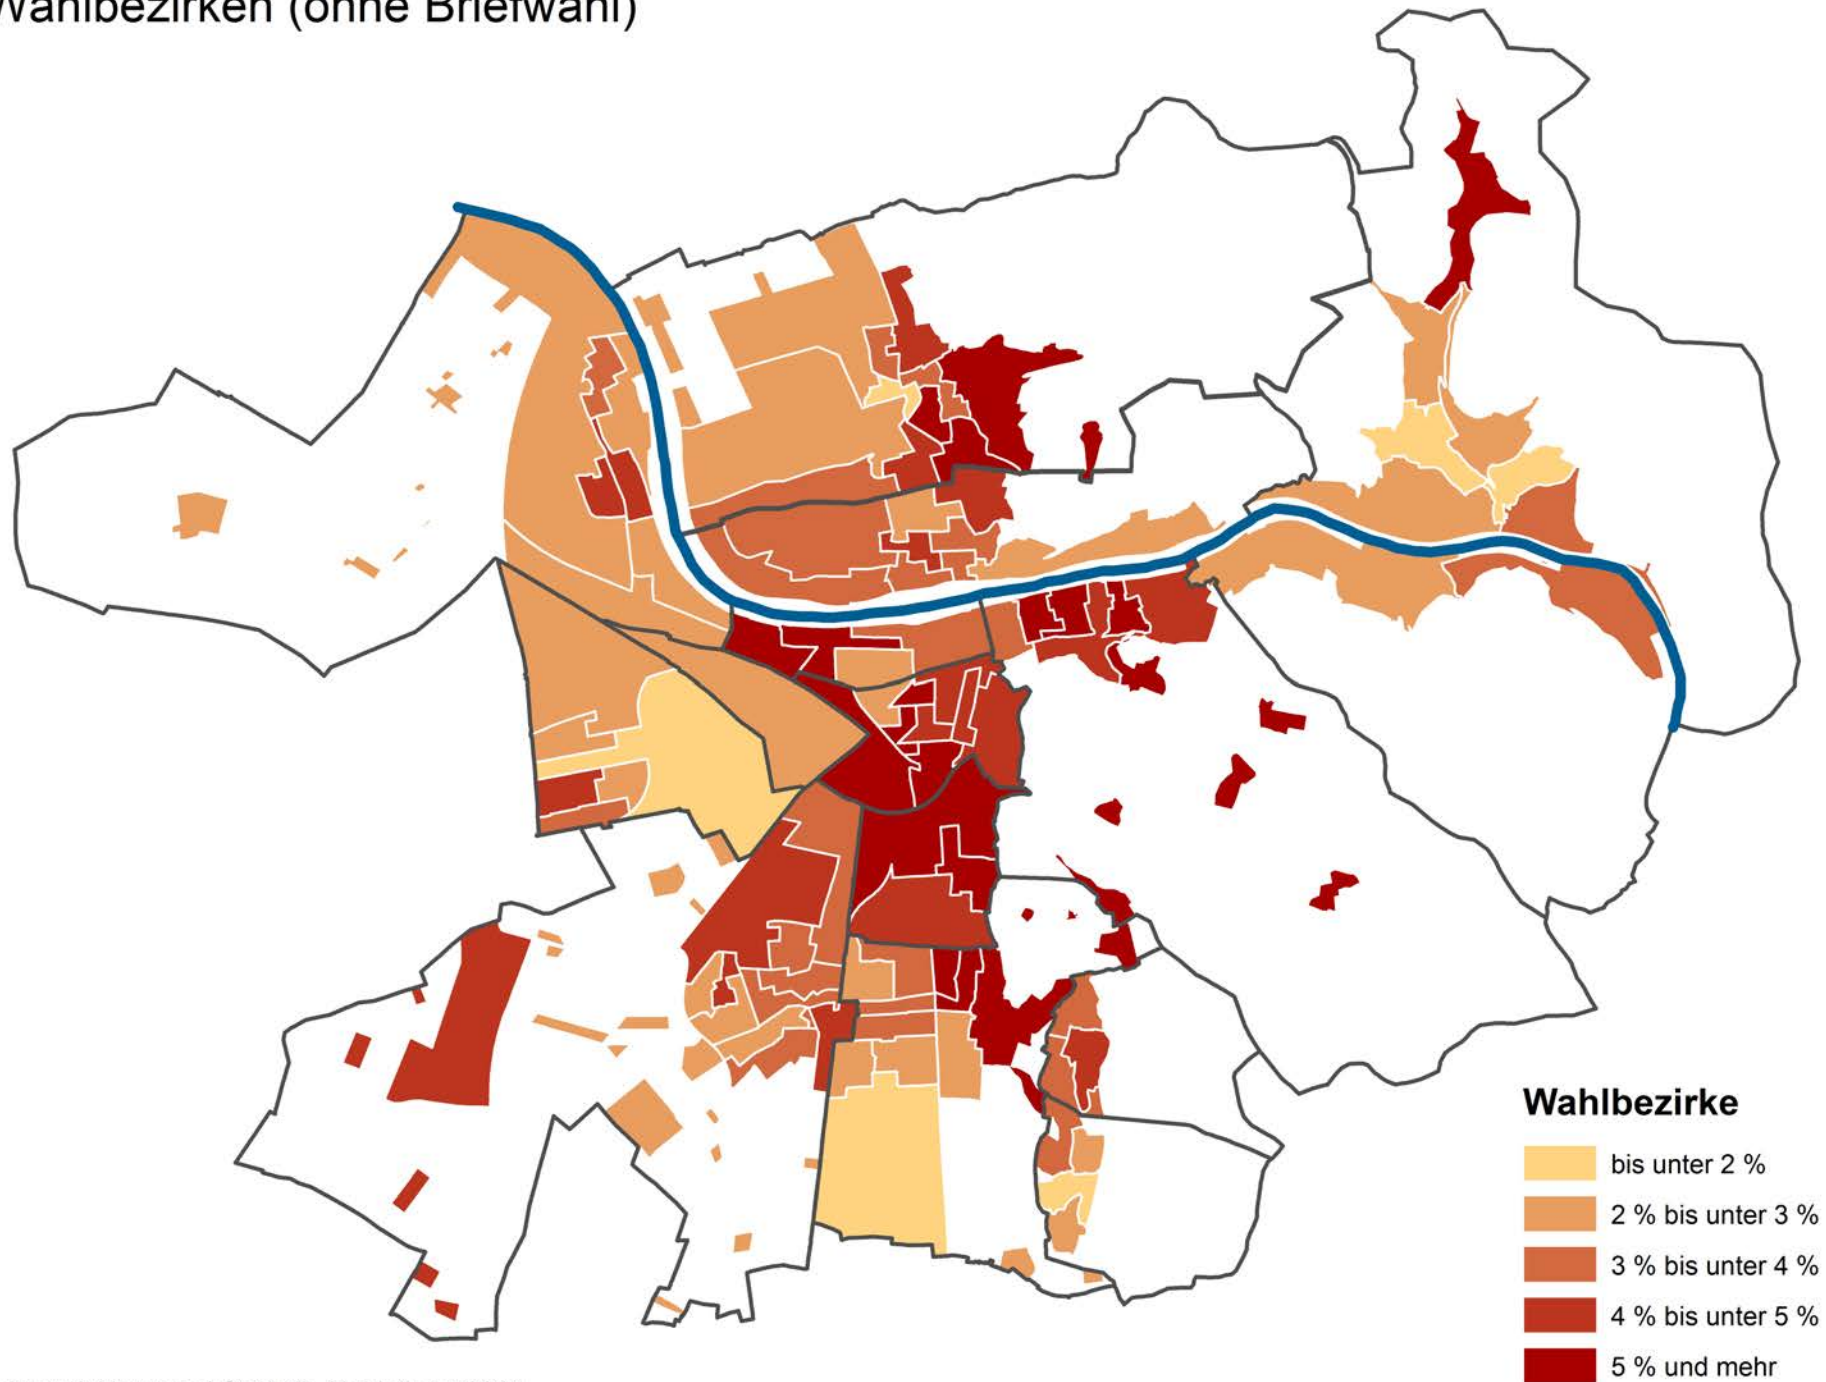 Wahlbezirken (ohne Briefwahl)
Wahlbezirke
bis unter 2 %
2 % bis unter 3 %
3 % bis unter 4 %
4 % bis unter 5 %
5 % und mehr